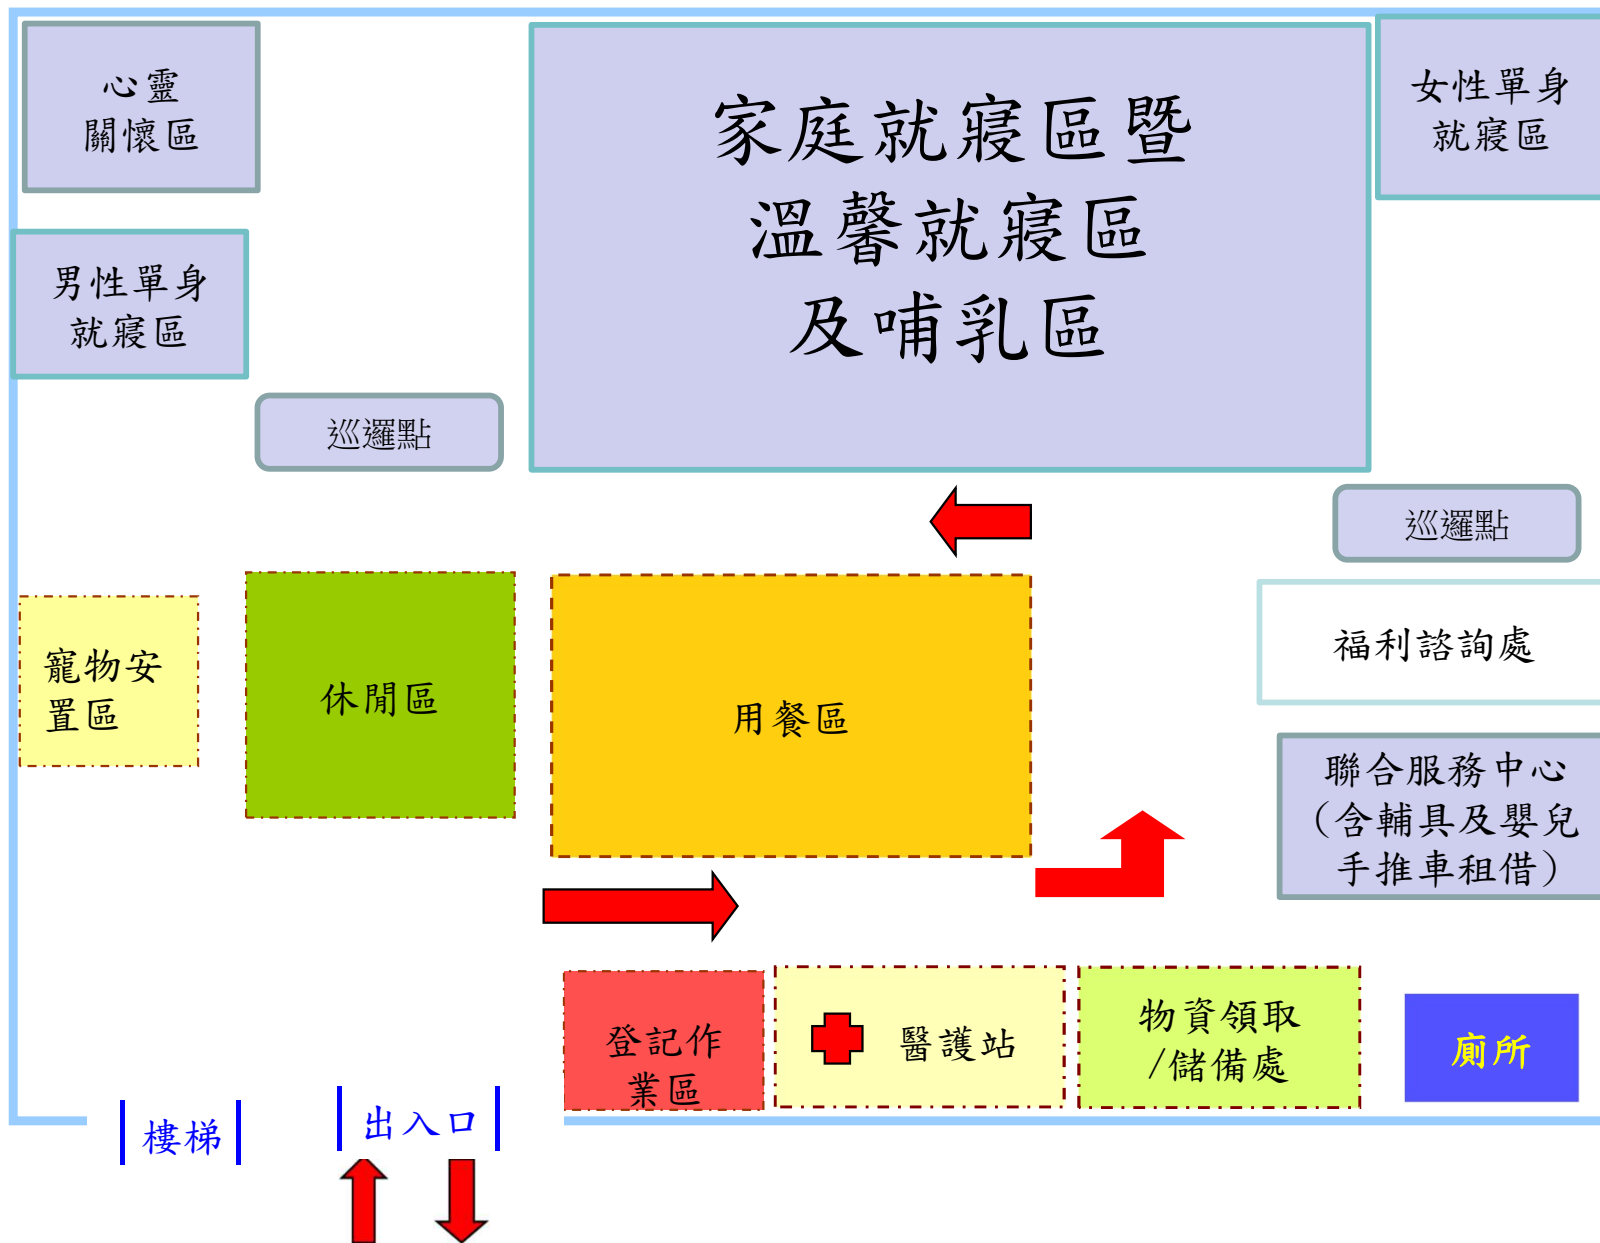 心靈
關懷區
家庭就寢區暨
溫馨就寢區
及哺乳區
女性單身
就寢區
男性單身
就寢區
巡邏點
巡邏點
寵物安
置區
休閒區
用餐區
福利諮詢處
聯合服務中心
（含輔具及嬰兒
手推車租借）
登記作
業區
醫護站
物資領取
/儲備處
廁所
樓梯
出入口